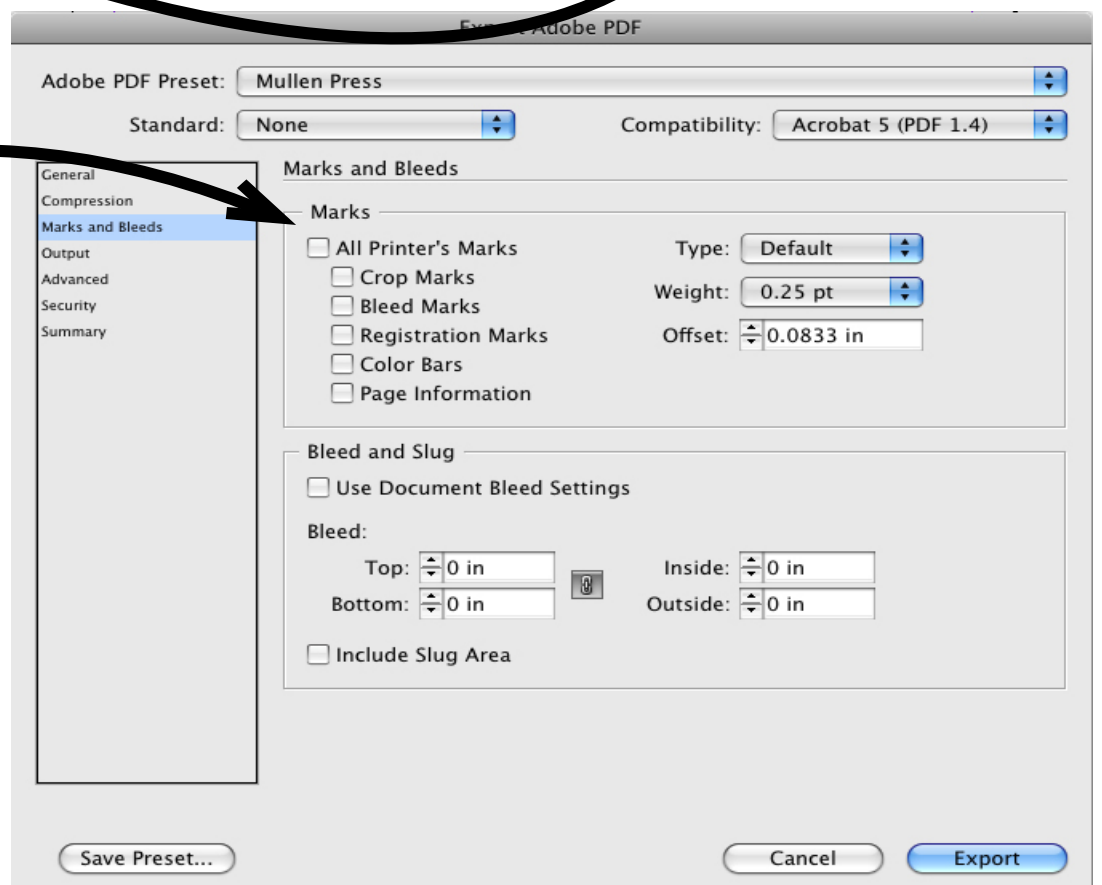 Export Adobe PDF
Adobe PDF Preset: Mullen Press
Standard: None Compatibility: Acrobat 5 (PDF 1.4)
General
Compression
Marks and Bleeds
Output
Advanced
Security
Summary
Marks and Bleeds
Marks
All Printer's Marks
Crop Marks
Bleed Marks
Registration Marks
Color Bars
Page Information
Type: Default
Weight: 0.25 pt
Offset: 0.0833 in
Bleed and Slug
Use Document Bleed Settings
Bleed:
Top: 0 in Inside: 0 in
Bottom: 0 in Outside: 0 in
Include Slug Area
Save Preset... Cancel Export